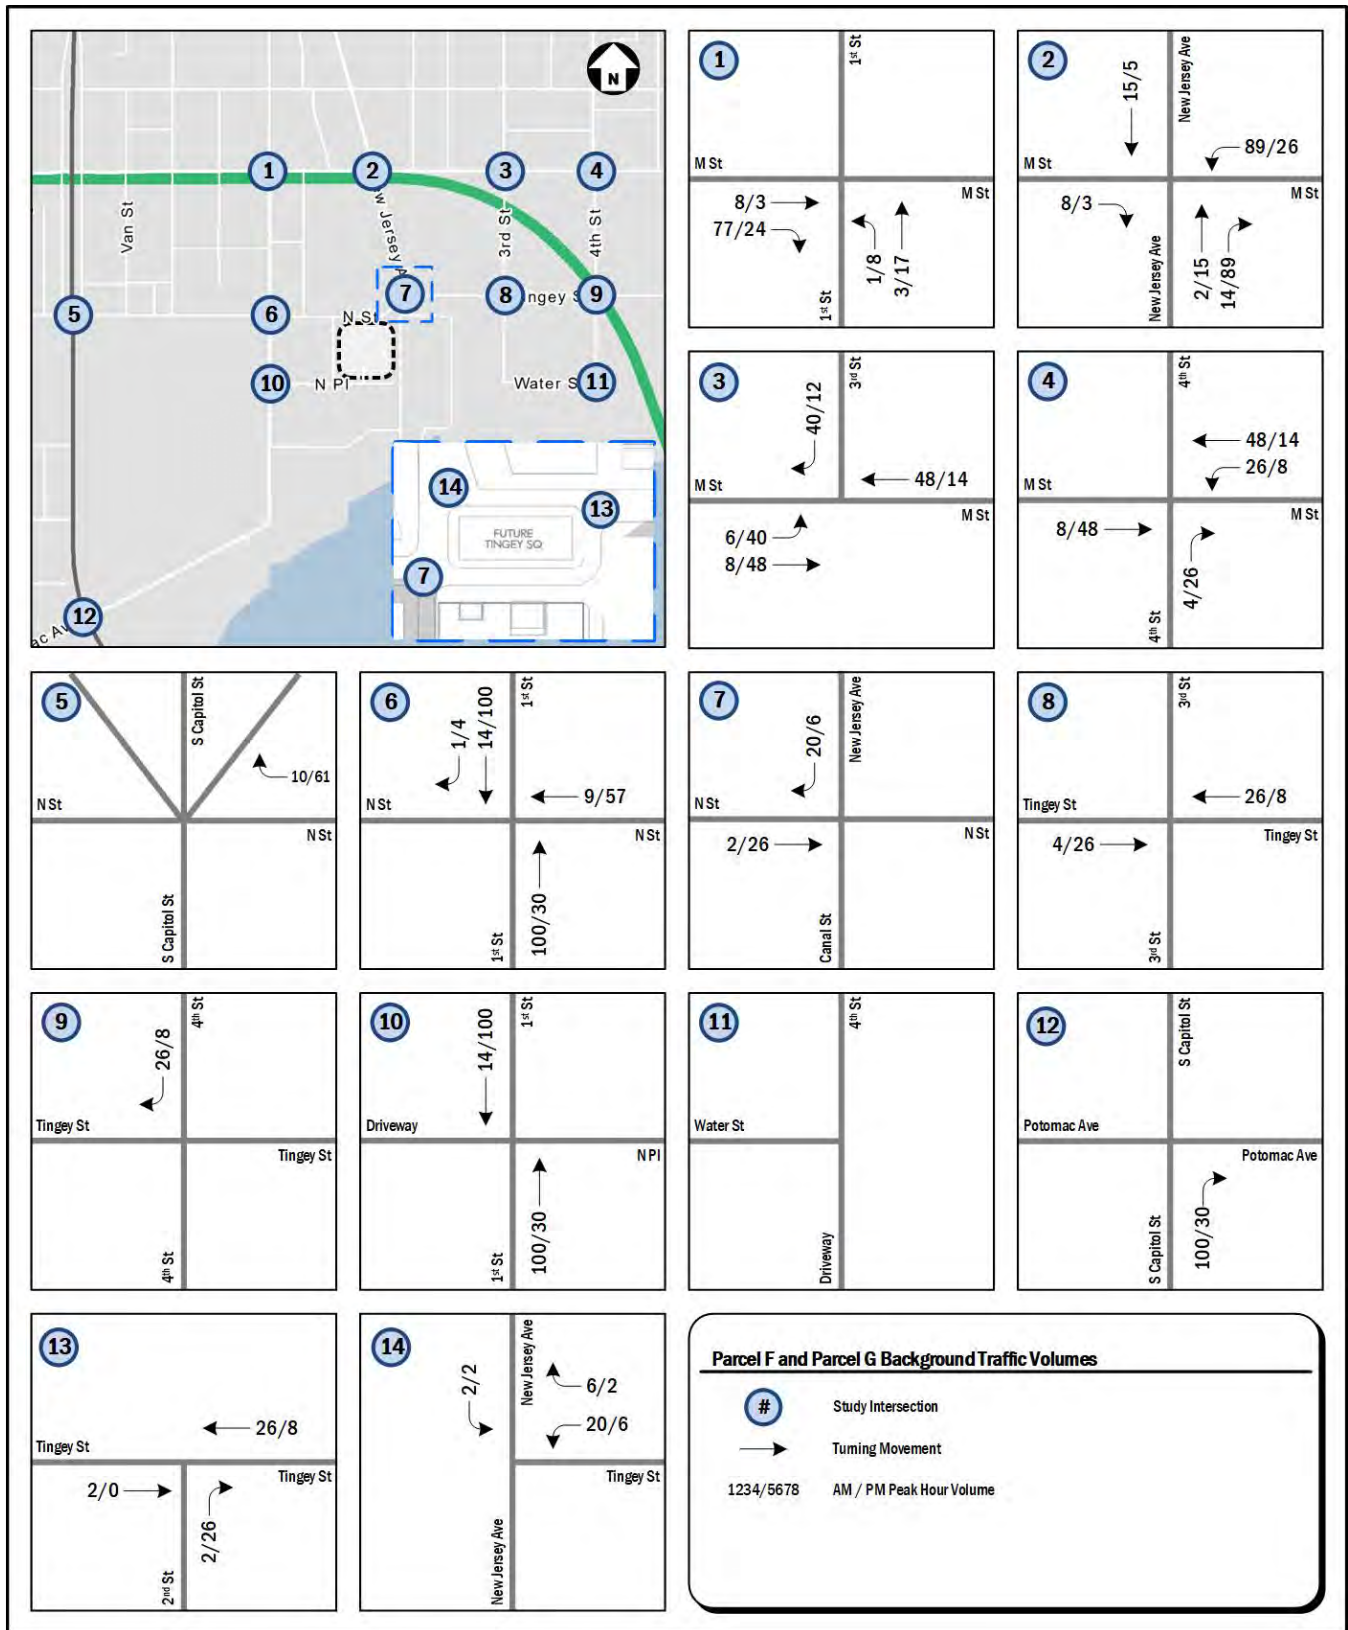 N
1
2
3
4
Van St
w Jersey A
3rd St
4th St
5
6
7
8
ngey S
9
N St
10
N Pl
Water S
11
12
ac Av
14
13
FUTURE
TINGEY SQ
7
1
1st St
M St
M St
8/3
77/24
1/8
3/17
1st St
2
New Jersey Ave
15/5
89/26
M St
M St
8/3
2/15
14/89
New Jersey Ave
3
3rd St
40/12
48/14
M St
M St
6/40
8/48
4
4th St
48/14
26/8
M St
M St
8/48
4/26
4th St
5
S Capitol St
10/61
N St
N St
S Capitol St
6
1st St
1/4
14/100
9/57
N St
N St
100/30
1st St
7
New Jersey Ave
20/6
N St
N St
2/26
Canal St
8
3rd St
26/8
Tingey St
Tingey St
4/26
3rd St
9
4th St
26/8
Tingey St
Tingey St
4th St
10
1st St
14/100
Driveway
N Pl
100/30
1st St
11
4th St
Water St
Driveway
12
S Capitol St
Potomac Ave
Potomac Ave
100/30
S Capitol St
13
26/8
Tingey St
Tingey St
2/0
2/26
2nd St
14
New Jersey Ave
2/2
6/2
20/6
Tingey St
New Jersey Ave
Parcel F and Parcel G Background Traffic Volumes
# Study Intersection
Turning Movement
1234/5678 AM / PM Peak Hour Volume